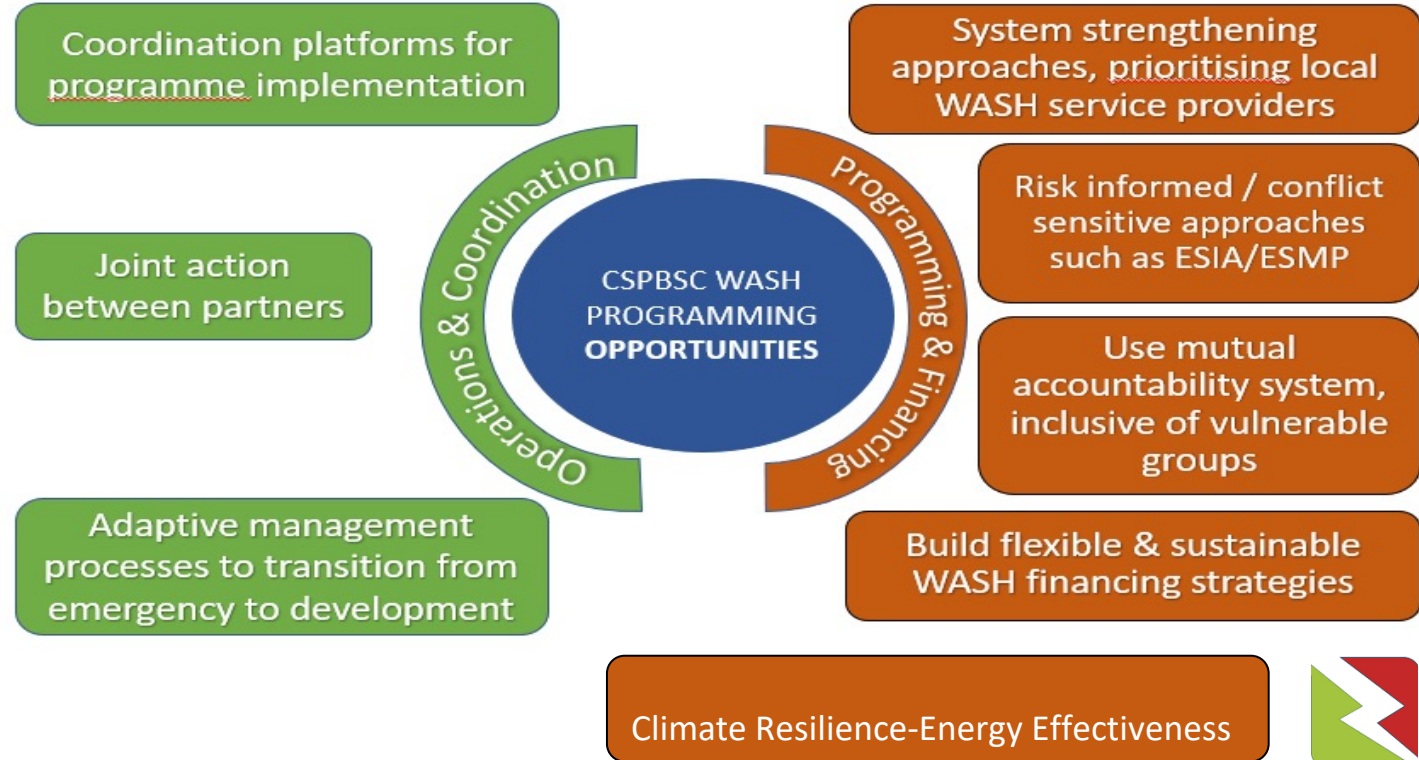 Coordination platforms for
programme implementation
Joint action
between partners
Adaptive management
processes to transition from
emergency to development
Operations & Coordination
CSPBSC WASH
PROGRAMMING
OPPORTUNITIES
Programming & Financing
System strengthening
approaches, prioritising local
WASH service providers
Risk informed / conflict
sensitive approaches
such as ESIA/ESMP
Use mutual
accountability system,
inclusive of vulnerable
groups
Build flexible & sustainable
WASH financing strategies
Climate Resilience-Energy Effectiveness